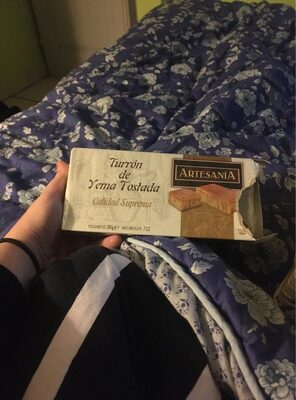 Turrón
de
Yema Tostada
Calidad Suprema
ARTESANÍA